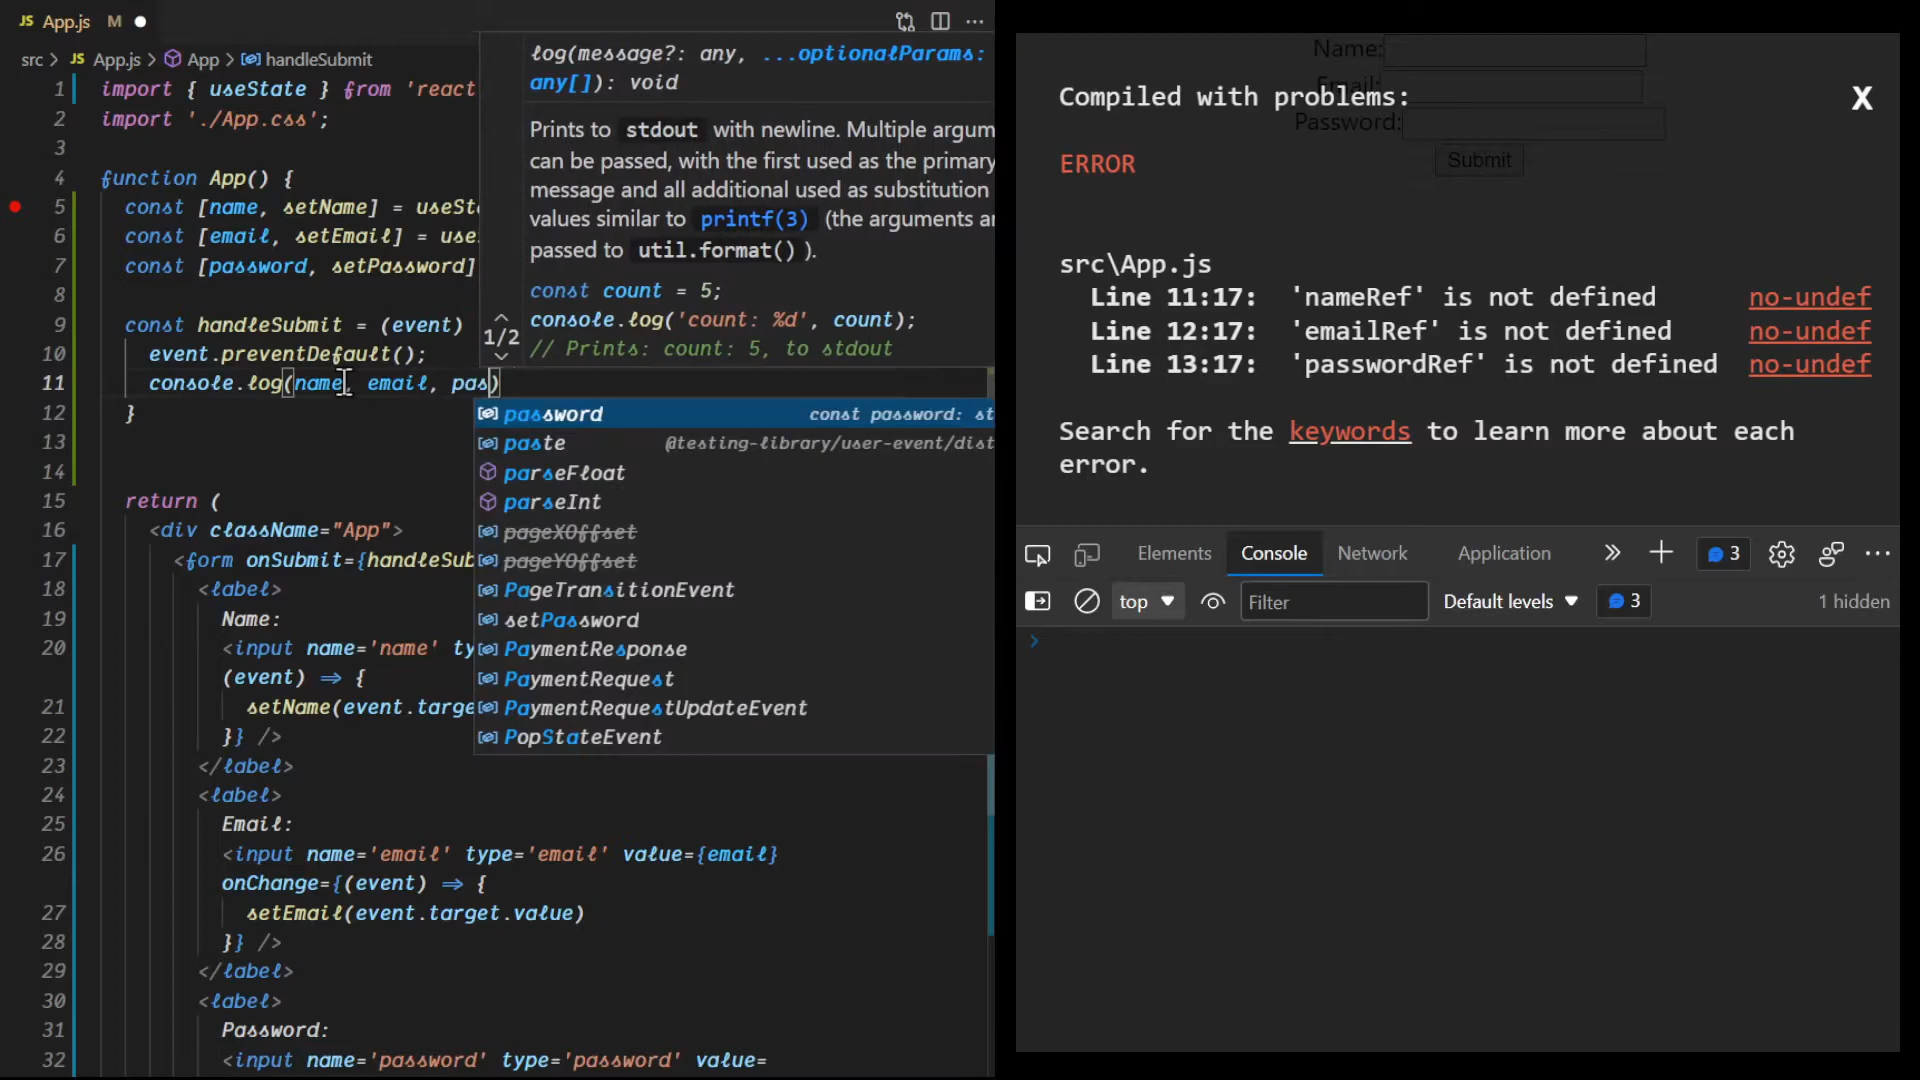 JS App.js M
src > JS App.js > App > handleSubmit
1 import { useState } from 'react
2 import './App.css';
3
4 function App() {
5 const [name, setName] = useSta
6 const [email, setEmail] = use
7 const [password, setPassword]
8
9 const handleSubmit = (event)
10 event.preventDefault();
11 console.log(name, email, pas)
12 }
13
14
15 return (
16 <div className="App">
17 <form onSubmit={handleSub
18 <label>
19 Name:
20 <input name='name' ty
(event) => {
21 setName(event.targe
22 }} />
23 </label>
24 <label>
25 Email:
26 <input name='email' type='email' value={email}
onChange={(event) => {
27 setEmail(event.target.value)
28 }} />
29 </label>
30 <label>
31 Password:
32 <input name='password' type='password' value=
log(message?: any, ...optionalParams:
any[]): void
Prints to stdout with newline. Multiple argum
can be passed, with the first used as the primary
message and all additional used as substitution
values similar to printf(3) (the arguments a
passed to util.format() ).
const count = 5;
console.log('count: %d', count);
// Prints: count: 5, to stdout
1/2
password const password: st
paste @testing-library/user-event/dist
parseFloat
parseInt
pageXOffset
pageYOffset
PageTransitionEvent
setPassword
PaymentResponse
PaymentRequest
PaymentRequestUpdateEvent
PopStateEvent
Name:
Email:
Password:
Submit
Compiled with problems:
X
ERROR
src\App.js
Line 11:17: 'nameRef' is not defined no-undef
Line 12:17: 'emailRef' is not defined no-undef
Line 13:17: 'passwordRef' is not defined no-undef
Search for the keywords to learn more about each
error.
Elements Console Network Application 3
top Filter Default levels 3 1 hidden